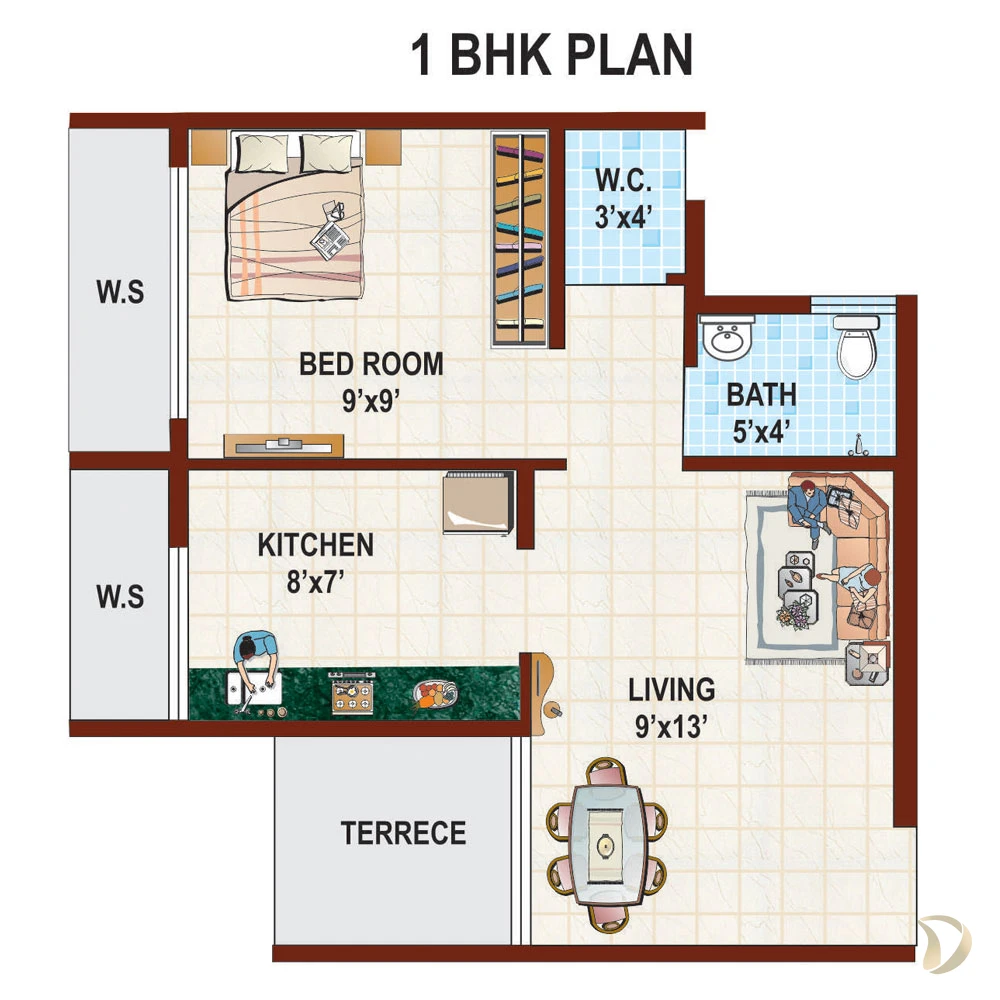 1 BHK PLAN
W.C.
3’x4’
W.S
BED ROOM
9’x9’
BATH
5’x4’
KITCHEN
8’x7’
W.S
LIVING
9’x13’
TERRECE